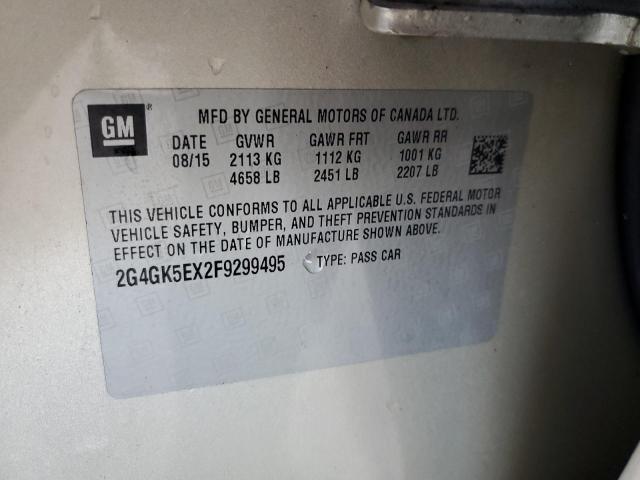 GM ®
MFD BY GENERAL MOTORS OF CANADA LTD.
DATE GVWR GAWR FRT GAWR RR
08/15 2113 KG 1112 KG 1001 KG
4658 LB 2451 LB 2207 LB
THIS VEHICLE CONFORMS TO ALL APPLICABLE U.S. FEDERAL MOTOR
VEHICLE SAFETY, BUMPER, AND THEFT PREVENTION STANDARDS IN
EFFECT ON THE DATE OF MANUFACTURE SHOWN ABOVE.
2G4GK5EX2F9299495 TYPE: PASS CAR